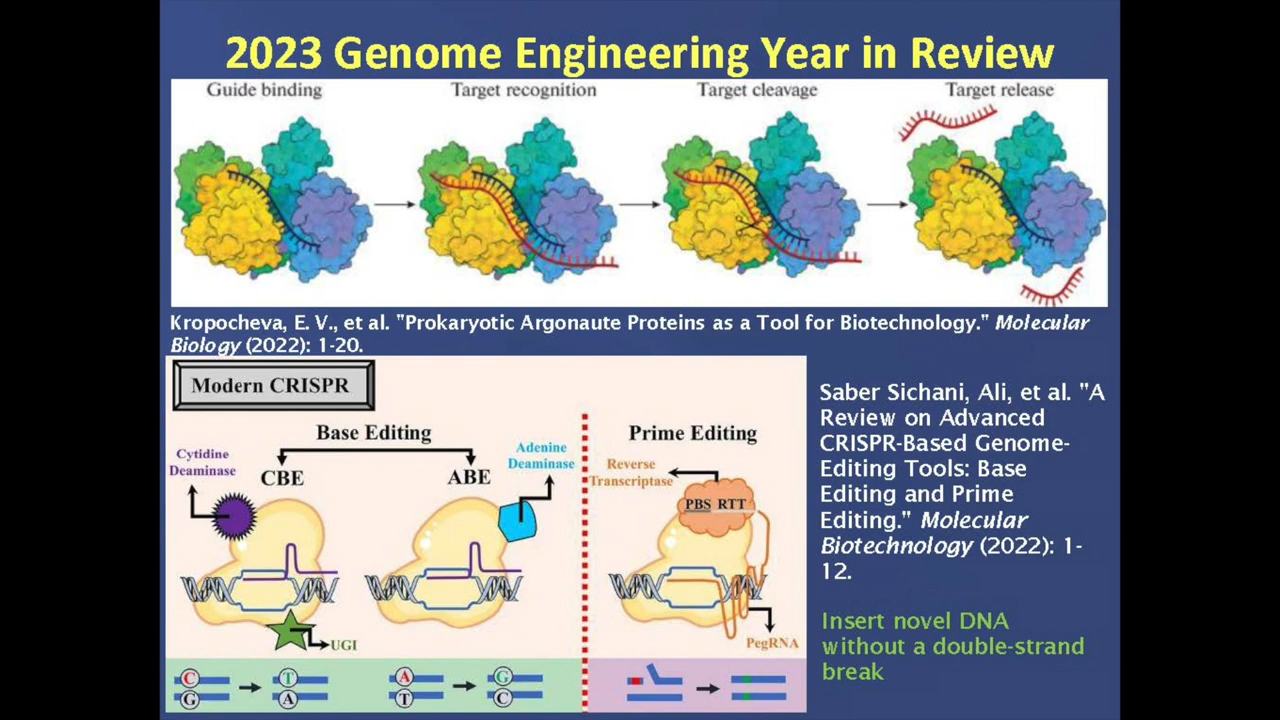 2023 Genome Engineering Year in Review
Guide binding
Target recognition
Target cleavage
Target release
Kropocheva, E. V., et al. "Prokaryotic Argonaute Proteins as a Tool for Biotechnology." Molecular
Biology (2022): 1-20.
Modern CRISPR
Base Editing
Cytidine
Deaminase
CBE
ABE
Adenine
Deaminase
UGI
C
G
T
A
A
T
G
C
Prime Editing
Reverse
Transcriptase
PBS RTT
PegRNA
Saber Sichani, Ali, et al. "A
Review on Advanced
CRISPR-Based Genome-
Editing Tools: Base
Editing and Prime
Editing." Molecular
Biotechnology (2022): 1-
12.
Insert novel DNA
without a double-strand
break